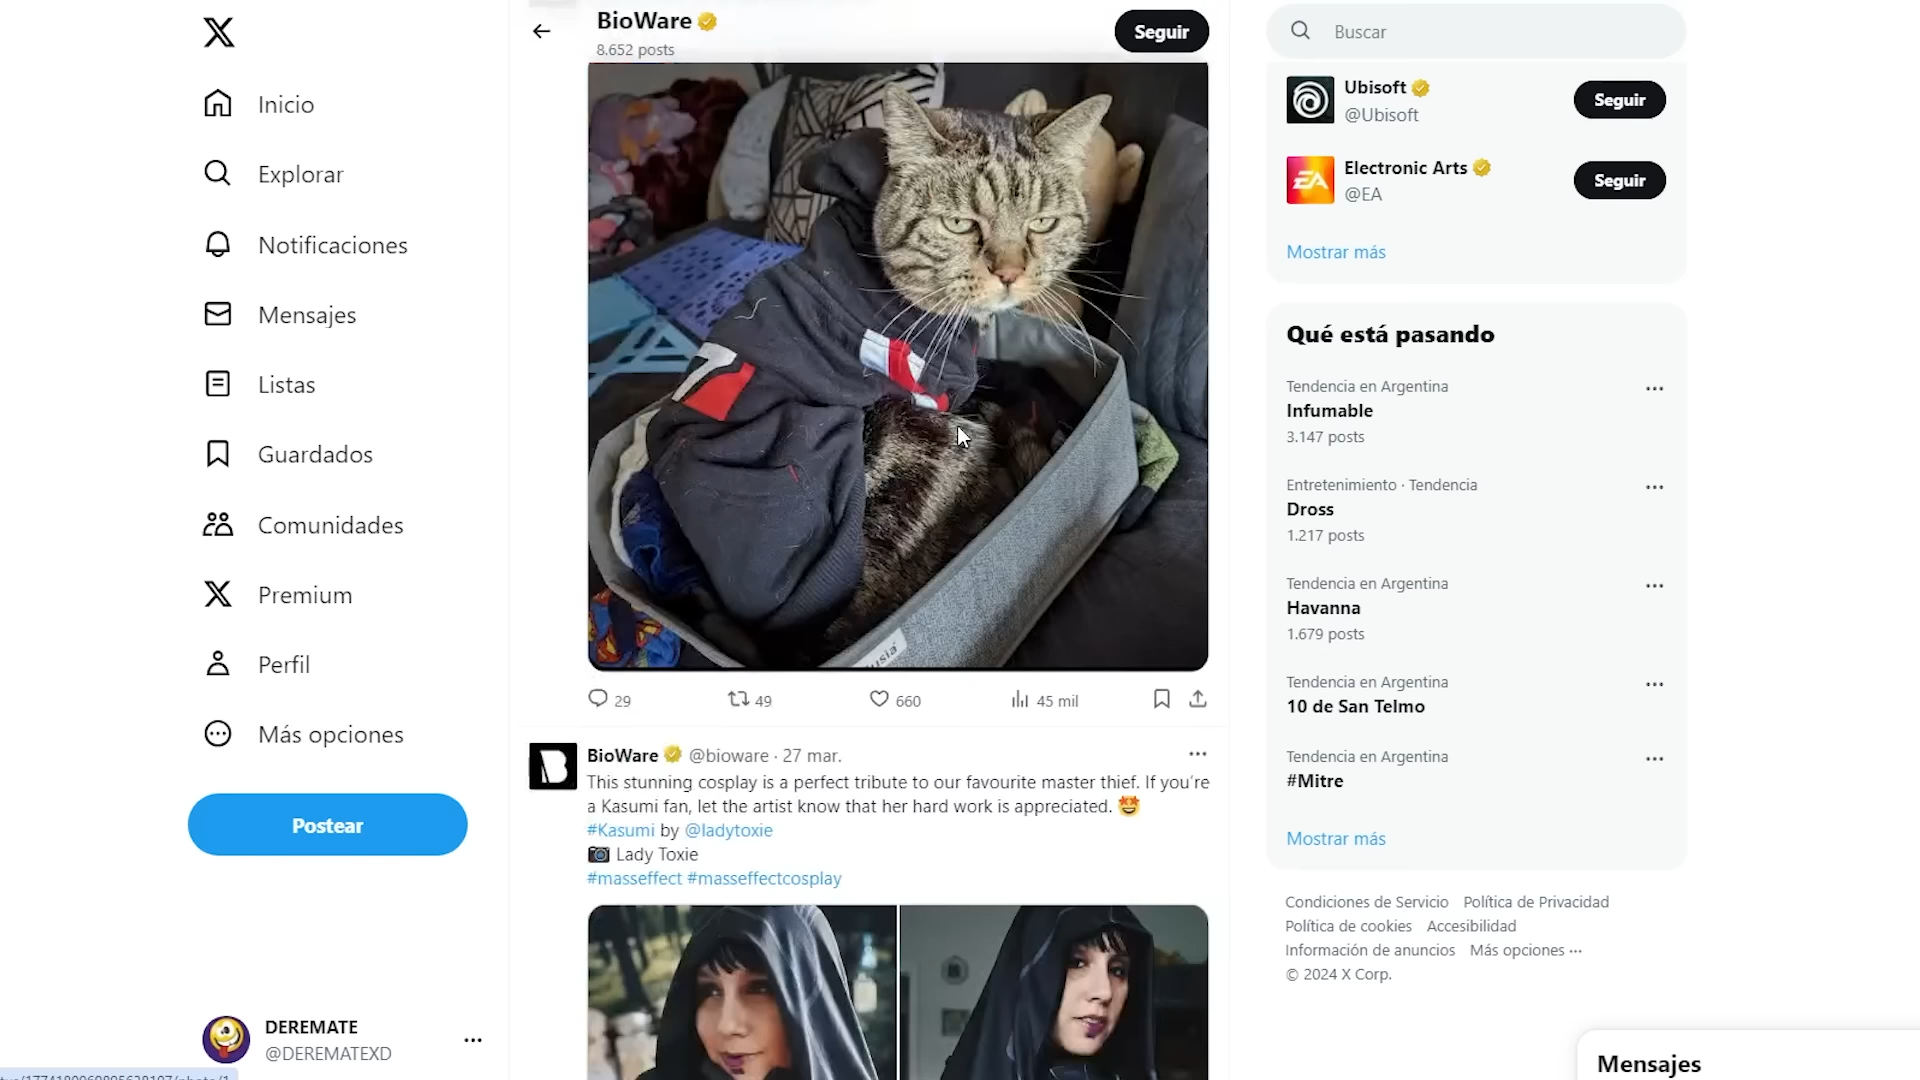 Inicio
Explorar
Notificaciones
Mensajes
Listas
Guardados
Comunidades
Premium
Perfil
Más opciones
Postear
DEREMATE
@DEREMATEXD
BioWare
8.652 posts
Seguir
29
49
660
45 mil
BioWare @bioware · 27 mar.
This stunning cosplay is a perfect tribute to our favourite master thief. If you're
a Kasumi fan, let the artist know that her hard work is appreciated. 🤩
#Kasumi by @ladytoxie
📷 Lady Toxie
#masseffect #masseffectcosplay
Buscar
Ubisoft
@Ubisoft
Seguir
Electronic Arts
@EA
Seguir
Mostrar más
Qué está pasando
Tendencia en Argentina
Infumable
3.147 posts
Entretenimiento · Tendencia
Dross
1.217 posts
Tendencia en Argentina
Havanna
1.679 posts
Tendencia en Argentina
10 de San Telmo
Tendencia en Argentina
#Mitre
Mostrar más
Condiciones de Servicio Política de Privacidad
Política de cookies Accesibilidad
Información de anuncios Más opciones ···
© 2024 X Corp.
Mensajes